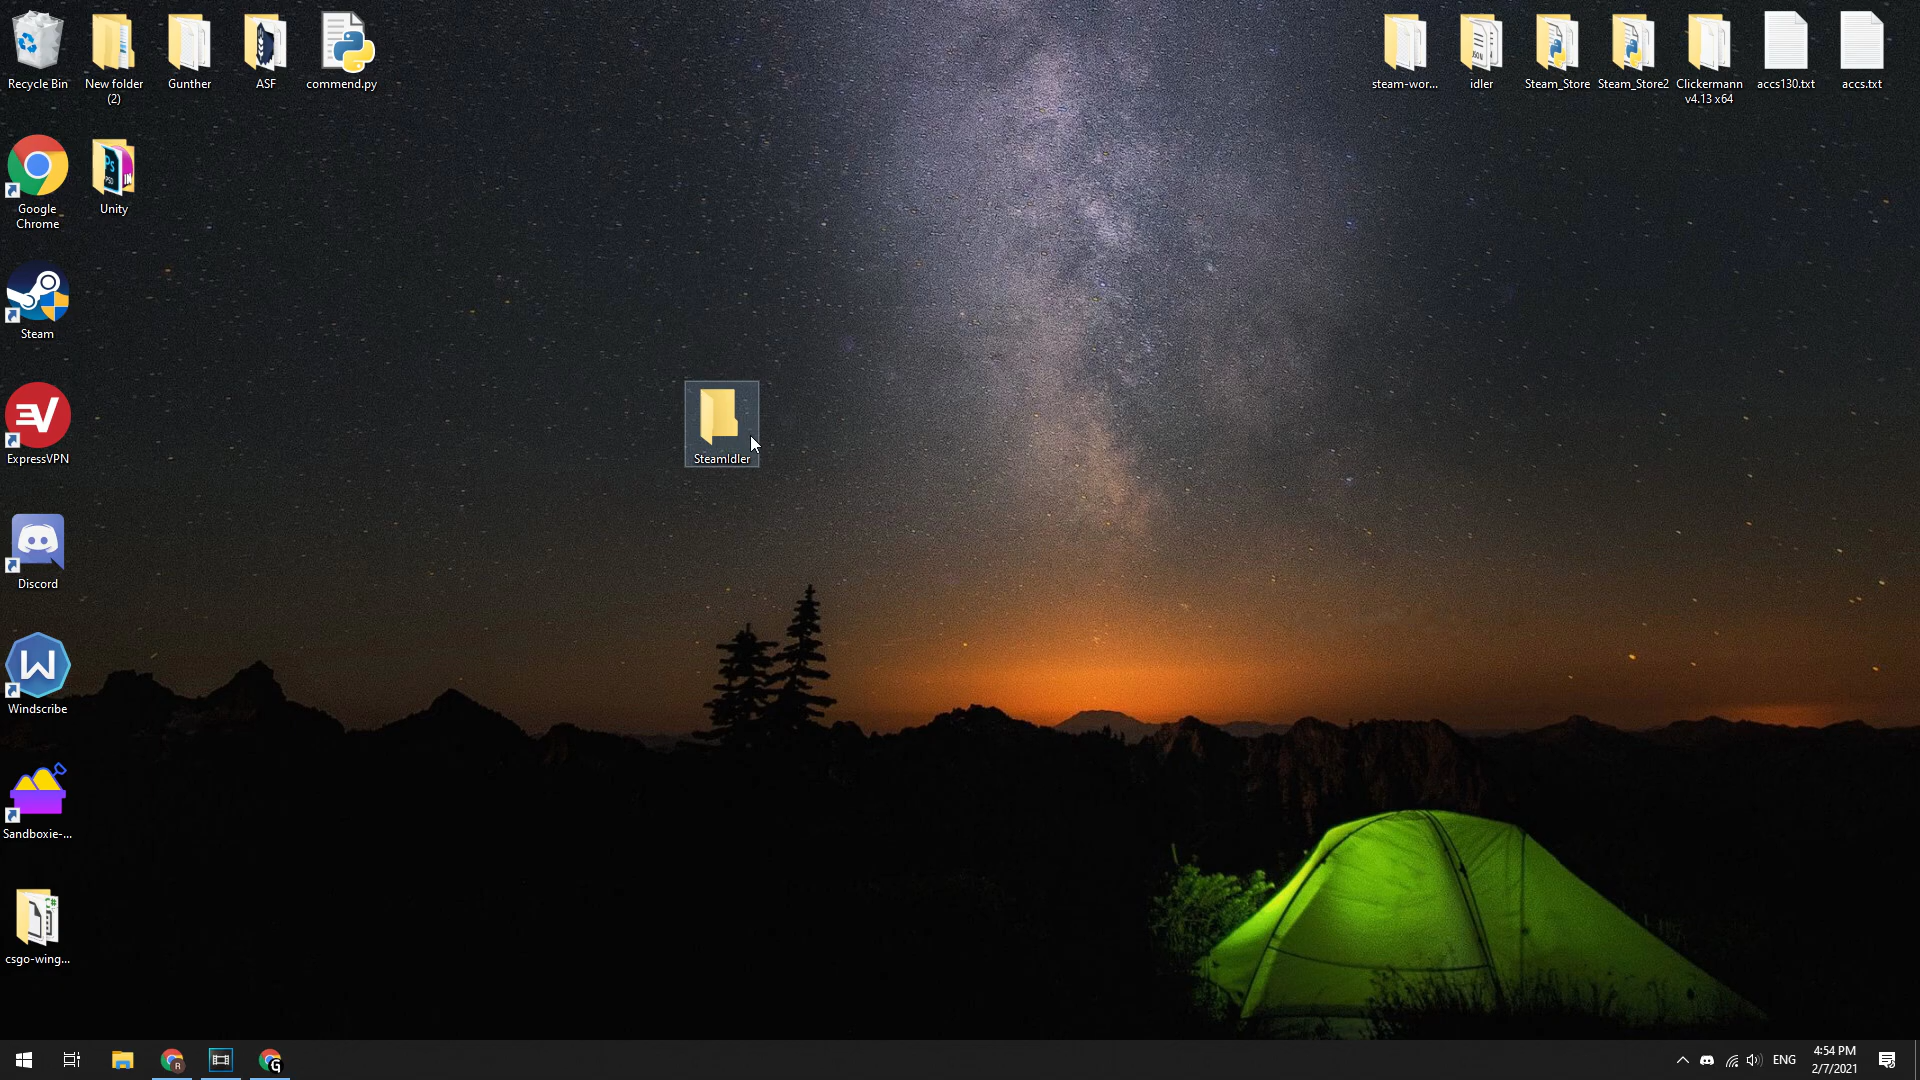 Recycle Bin
New folder
(2)
Gunther
ASF
commend.py
steam-wor...
idler
Steam_Store
Steam_Store2
Clickermann
v4.13 x64
accs130.txt
accs.txt
Google
Chrome
Unity
Steam
ExpressVPN
SteamIdler
Discord
Windscribe
Sandboxie-...
csgo-wing...
ENG
4:54 PM
2/7/2021